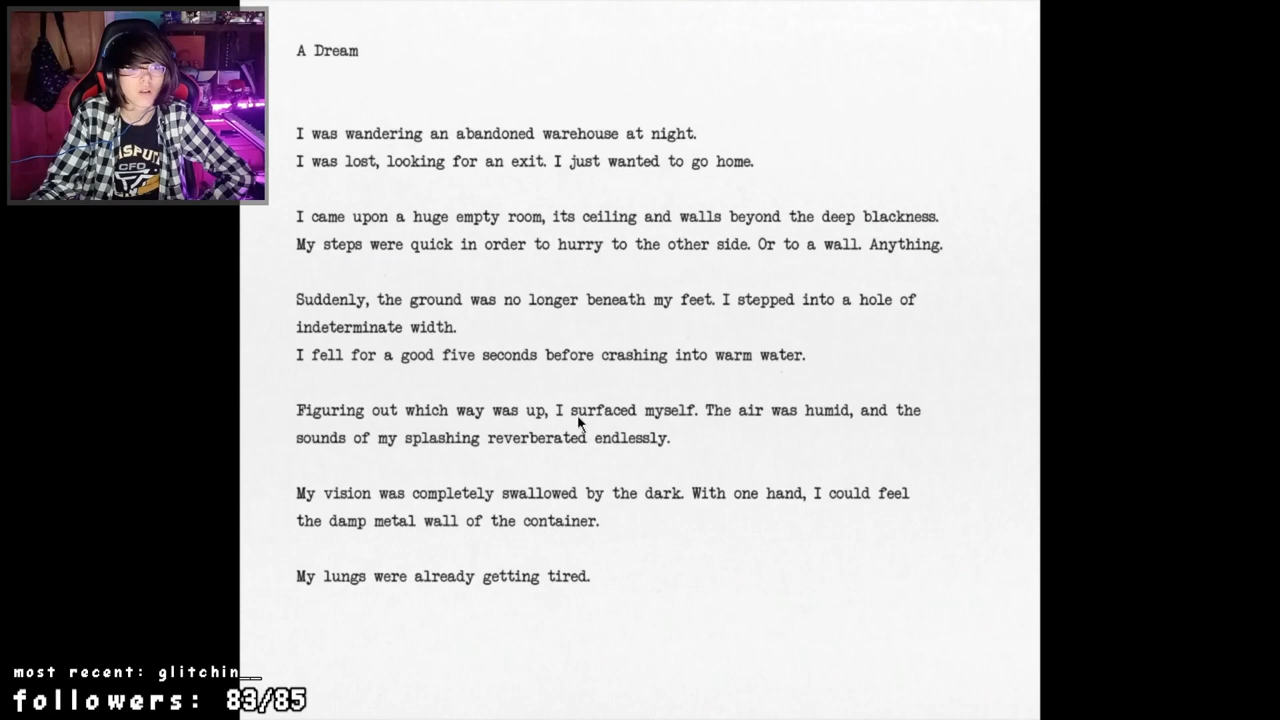 A Dream
I was wandering an abandoned warehouse at night.
I was lost, looking for an exit. I just wanted to go home.
I came upon a huge empty room, its ceiling and walls beyond the deep blackness.
My steps were quick in order to hurry to the other side. Or to a wall. Anything.
Suddenly, the ground was no longer beneath my feet. I stepped into a hole of
indeterminate width.
I fell for a good five seconds before crashing into warm water.
Figuring out which way was up, I surfaced myself. The air was humid, and the
sounds of my splashing reverberated endlessly.
My vision was completely swallowed by the dark. With one hand, I could feel
the damp metal wall of the container.
My lungs were already getting tired.
most recent: glitchin__
followers: 83/85